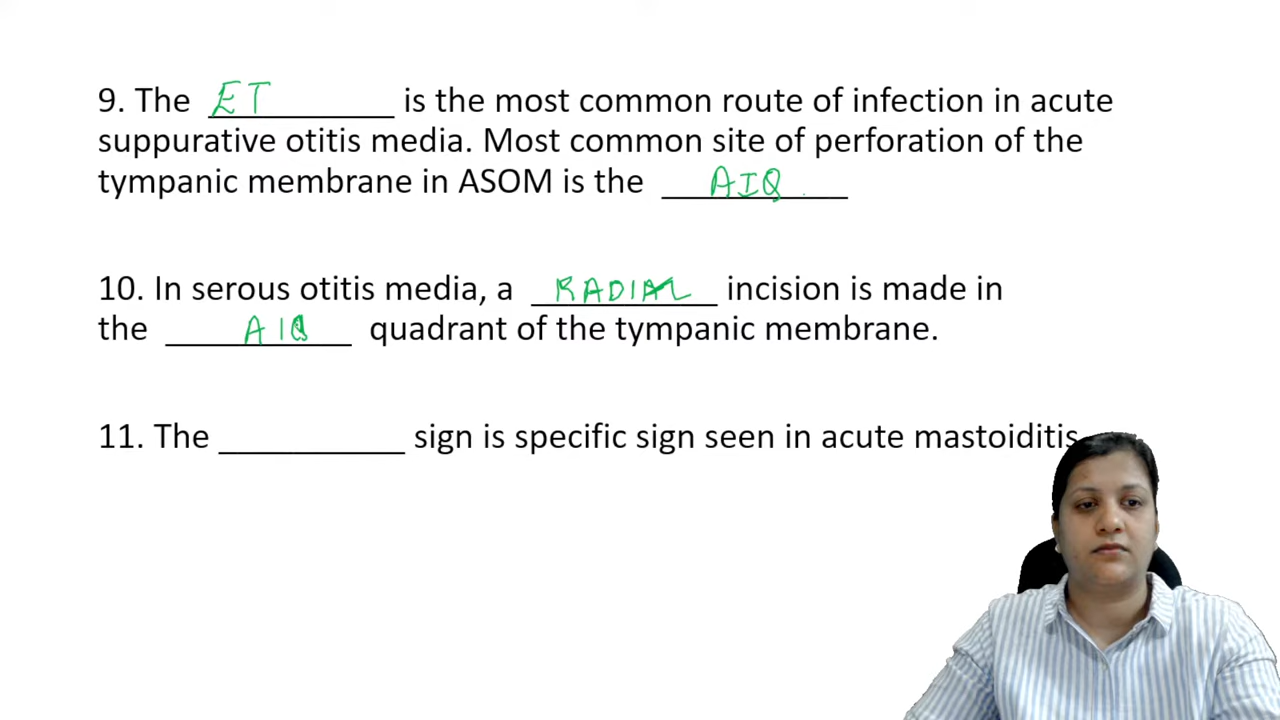 9. The ET is the most common route of infection in acute
suppurative otitis media. Most common site of perforation of the
tympanic membrane in ASOM is the AIQ
10. In serous otitis media, a RADIAL incision is made in
the AIQ quadrant of the tympanic membrane.
11. The __________ sign is specific sign seen in acute mastoiditis